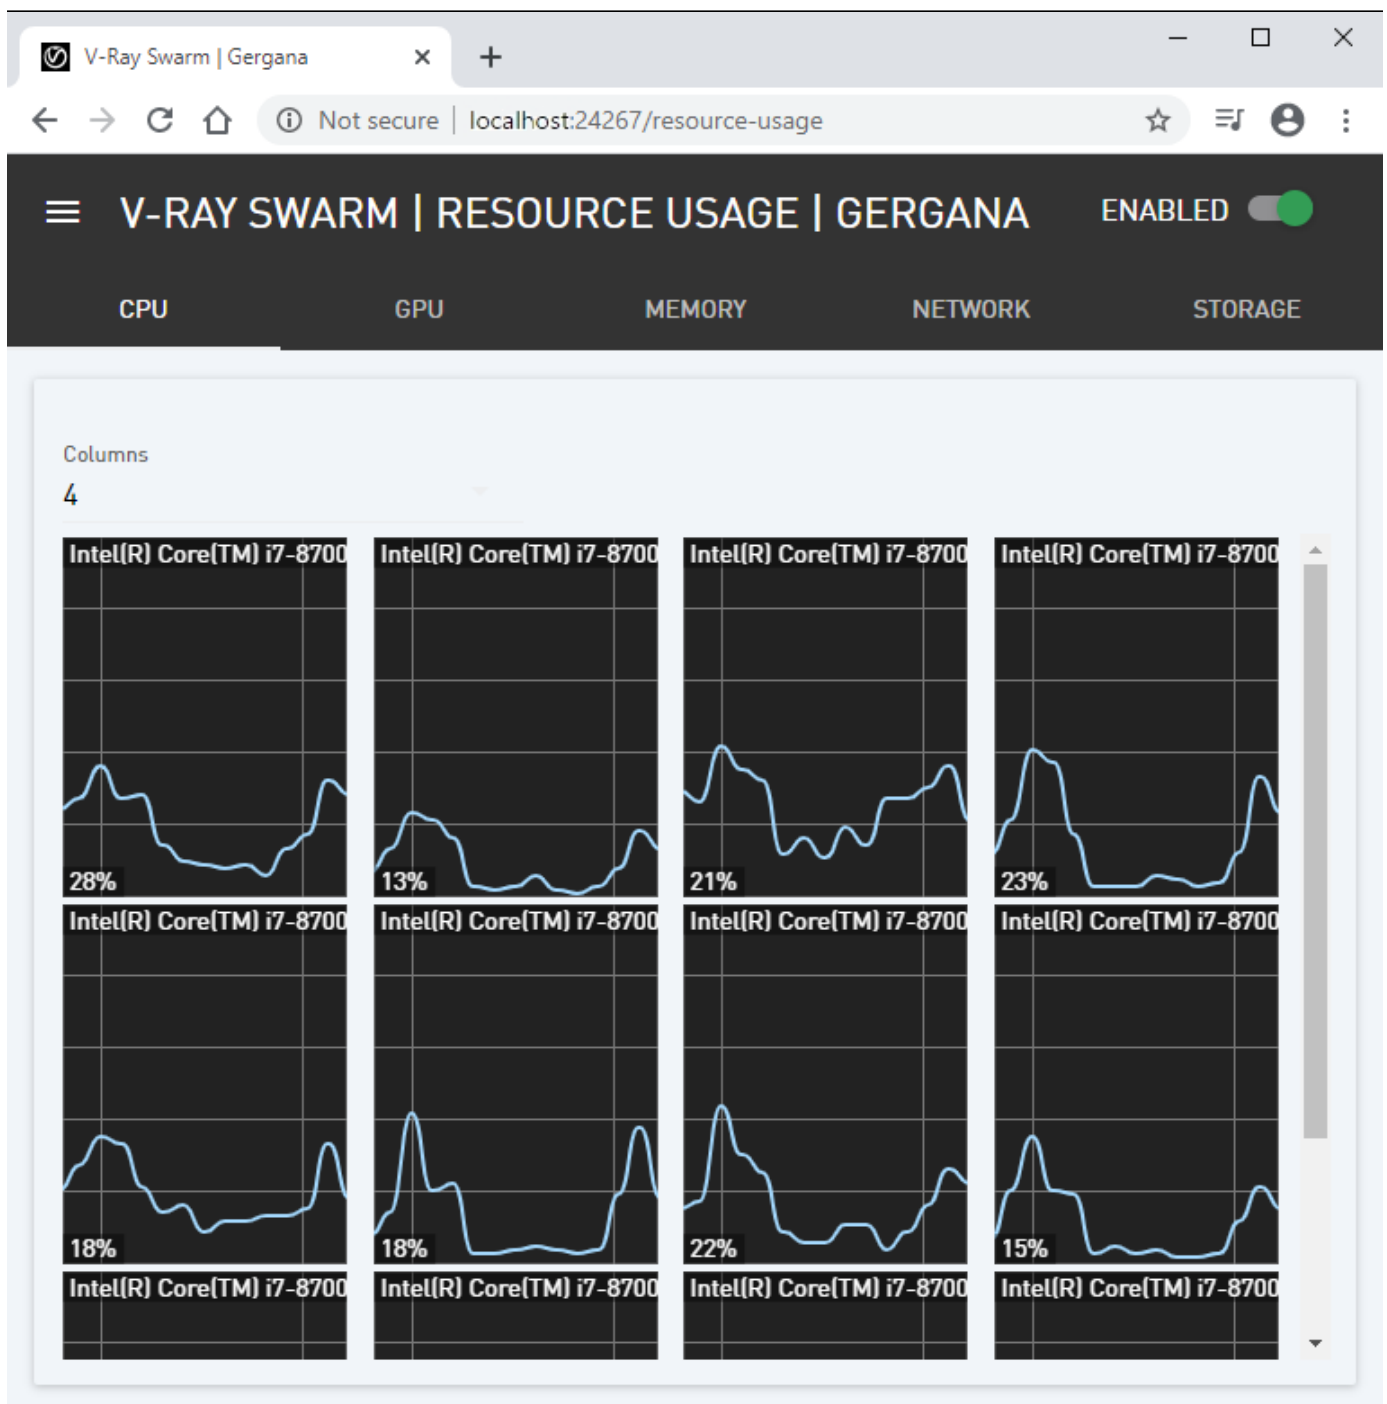 V-Ray Swarm | Gergana
Not secure | localhost:24267/resource-usage
V-RAY SWARM | RESOURCE USAGE | GERGANA
ENABLED
CPU GPU MEMORY NETWORK STORAGE
Columns
4
Intel(R) Core(TM) i7-8700 Intel(R) Core(TM) i7-8700 Intel(R) Core(TM) i7-8700 Intel(R) Core(TM) i7-8700
28% 13% 21% 23%
Intel(R) Core(TM) i7-8700 Intel(R) Core(TM) i7-8700 Intel(R) Core(TM) i7-8700 Intel(R) Core(TM) i7-8700
18% 18% 22% 15%
Intel(R) Core(TM) i7-8700 Intel(R) Core(TM) i7-8700 Intel(R) Core(TM) i7-8700 Intel(R) Core(TM) i7-8700